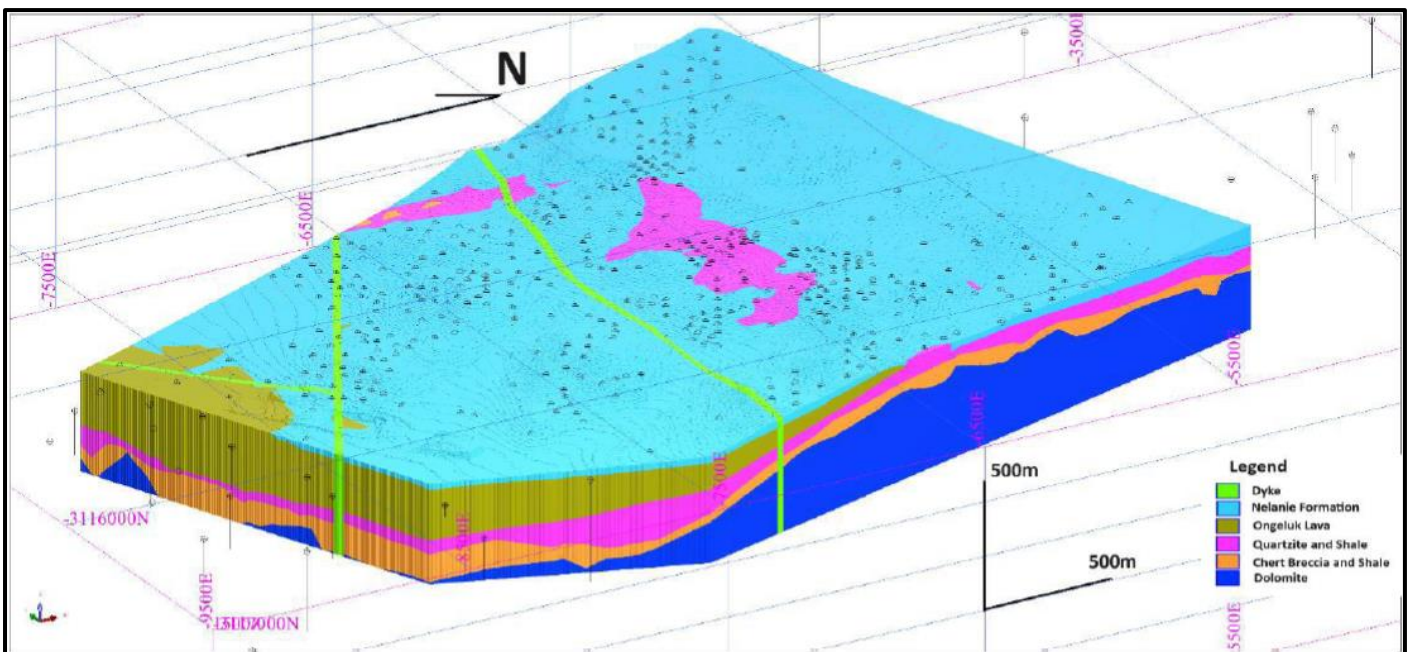 N
-3500E
-6500E
-7500E
-5500E
-6500E
-7500E
-3116000N
-9500E
500m
500m
Legend
Dyke
Nelanie Formation
Ongeluk Lava
Quartzite and Shale
Chert Breccia and Shale
Dolomite